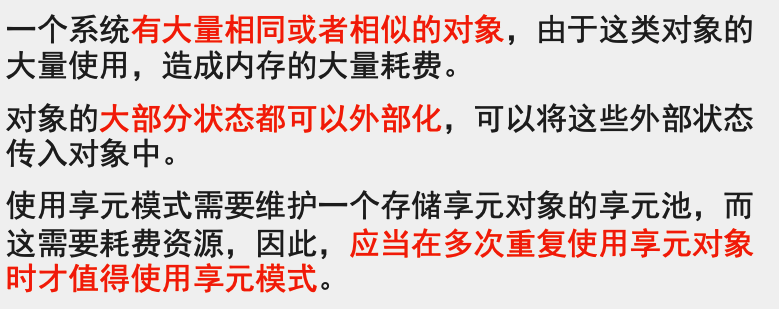 一个系统有大量相同或者相似的对象，由于这类对象的
大量使用，造成内存的大量耗费。
对象的大部分状态都可以外部化，可以将这些外部状态
传入对象中。
使用享元模式需要维护一个存储享元对象的享元池，而
这需要耗费资源，因此，应当在多次重复使用享元对象
时才值得使用享元模式。